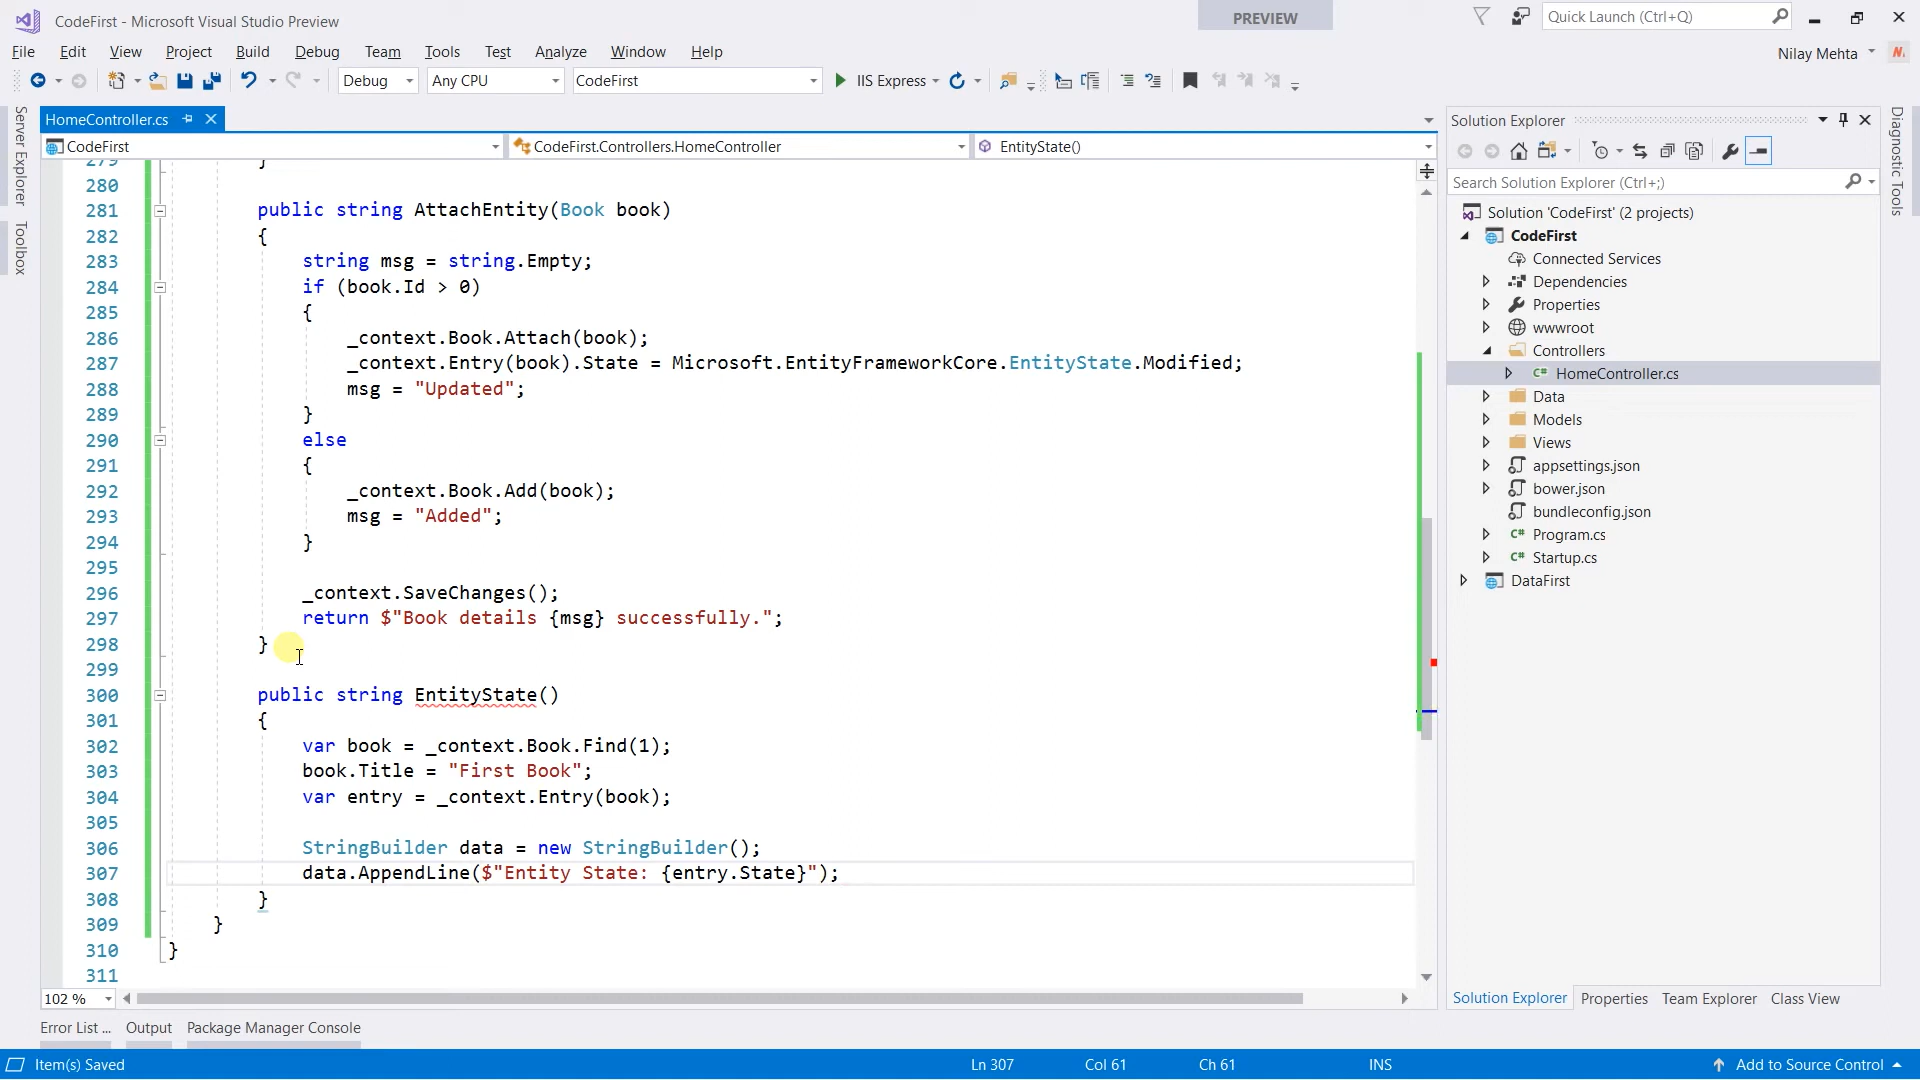 CodeFirst - Microsoft Visual Studio Preview
PREVIEW
Quick Launch (Ctrl+Q)
File Edit View Project Build Debug Team Tools Test Analyze Window Help
Nilay Mehta
Debug Any CPU CodeFirst IIS Express
Server Explorer
Toolbox
HomeController.cs
CodeFirst CodeFirst.Controllers.HomeController EntityState()
279 }
280
281 public string AttachEntity(Book book)
282 {
283 string msg = string.Empty;
284 if (book.Id > 0)
285 {
286 _context.Book.Attach(book);
287 _context.Entry(book).State = Microsoft.EntityFrameworkCore.EntityState.Modified;
288 msg = "Updated";
289 }
290 else
291 {
292 _context.Book.Add(book);
293 msg = "Added";
294 }
295
296 _context.SaveChanges();
297 return $"Book details {msg} successfully.";
298 }
299
300 public string EntityState()
301 {
302 var book = _context.Book.Find(1);
303 book.Title = "First Book";
304 var entry = _context.Entry(book);
305
306 StringBuilder data = new StringBuilder();
307 data.AppendLine($"Entity State: {entry.State}");
308 }
309 }
310 }
311
102 %
Solution Explorer
Search Solution Explorer (Ctrl+;)
Solution 'CodeFirst' (2 projects)
CodeFirst
Connected Services
Dependencies
Properties
wwwroot
Controllers
C# HomeController.cs
Data
Models
Views
appsettings.json
bower.json
bundleconfig.json
C# Program.cs
C# Startup.cs
DataFirst
Solution Explorer Properties Team Explorer Class View
Diagnostic Tools
Error List ... Output Package Manager Console
Item(s) Saved Ln 307 Col 61 Ch 61 INS Add to Source Control